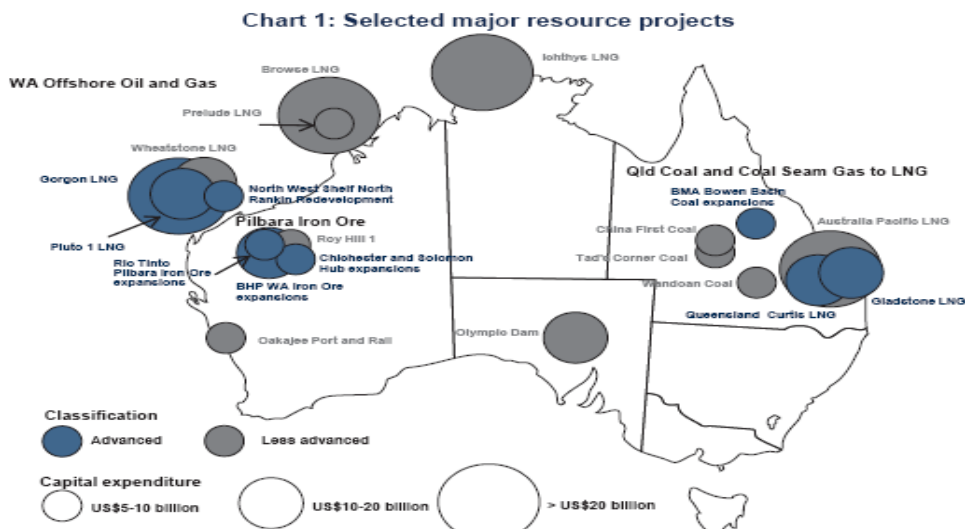 Chart 1: Selected major resource projects
Iohthys LNG
Browse LNG
WA Offshore Oil and Gas
Prelude LNG
Wheatstone LNG
Gorgon LNG
Qld Coal and Coal Seam Gas to LNG
North West Shelf North
Rankin Redevelopment
BMA Bowen Basin
Coal expansions
Pluto 1 LNG
Pilbara Iron Ore
Australia Pacific LNG
China First Coal
Roy Hill 1
Rio Tinto
Pilbara Iron Ore
expansions
Chichester and Solomon
Hub expansions
Tad's Corner Coal
BHP WA Iron Ore
expansions
Wandoan Coal
Gladstone LNG
Queensland Curtis LNG
Oakajee Port and Rail
Olympic Dam
Classification
Advanced
Less advanced
Capital expenditure
US$5-10 billion
US$10-20 billion
> US$20 billion